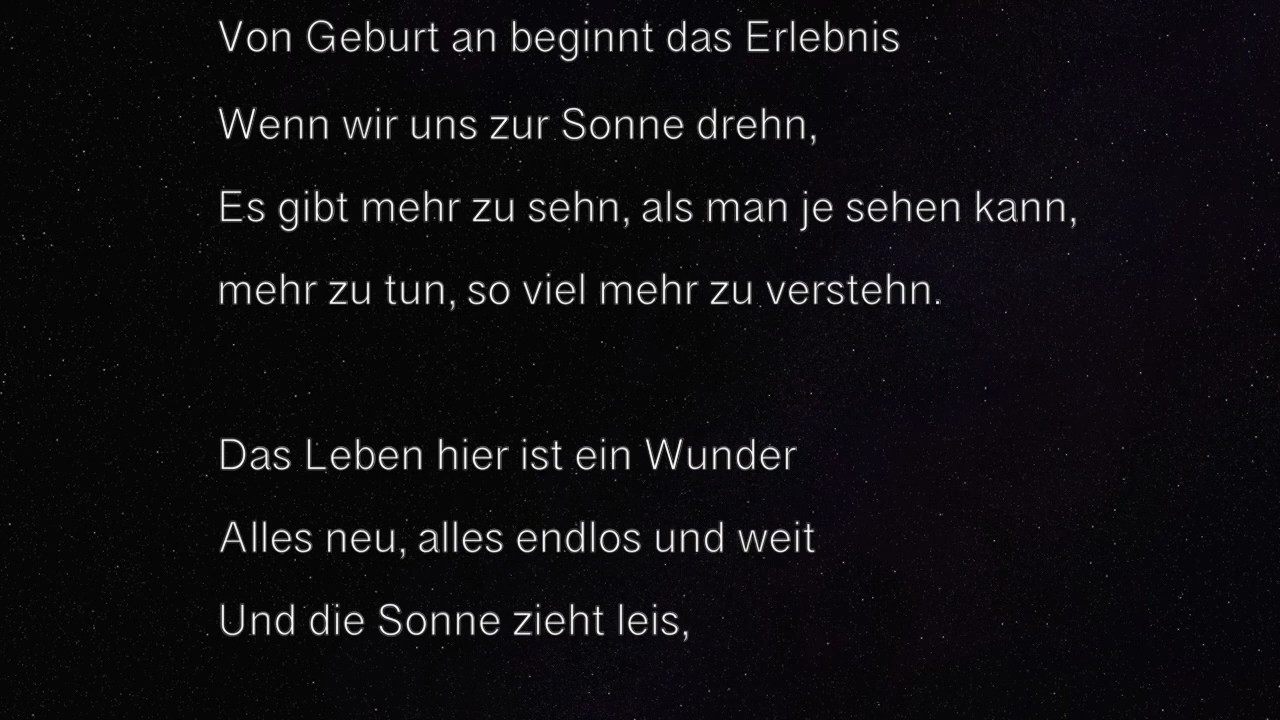 Von Geburt an beginnt das Erlebnis
Wenn wir uns zur Sonne drehn,
Es gibt mehr zu sehn, als man je sehen kann,
mehr zu tun, so viel mehr zu verstehn.
Das Leben hier ist ein Wunder
Alles neu, alles endlos und weit
Und die Sonne zieht leis,